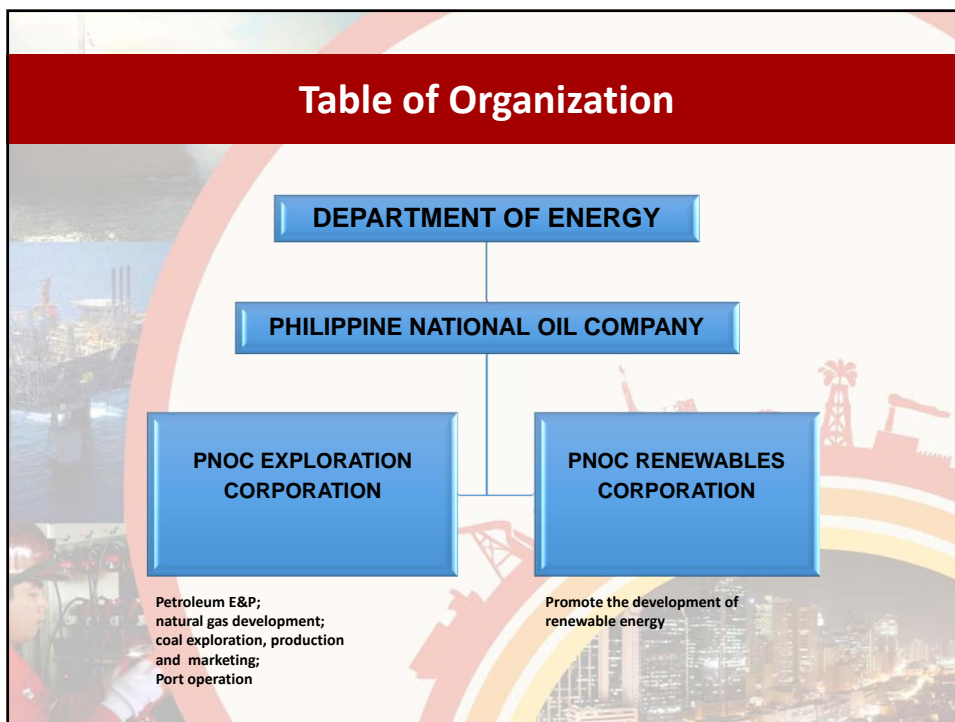 Table of Organization
DEPARTMENT OF ENERGY
PHILIPPINE NATIONAL OIL COMPANY
PNOC EXPLORATION
CORPORATION
PNOC RENEWABLES
CORPORATION
Petroleum E&P;
natural gas development;
coal exploration, production
and marketing;
Port operation
Promote the development of
renewable energy